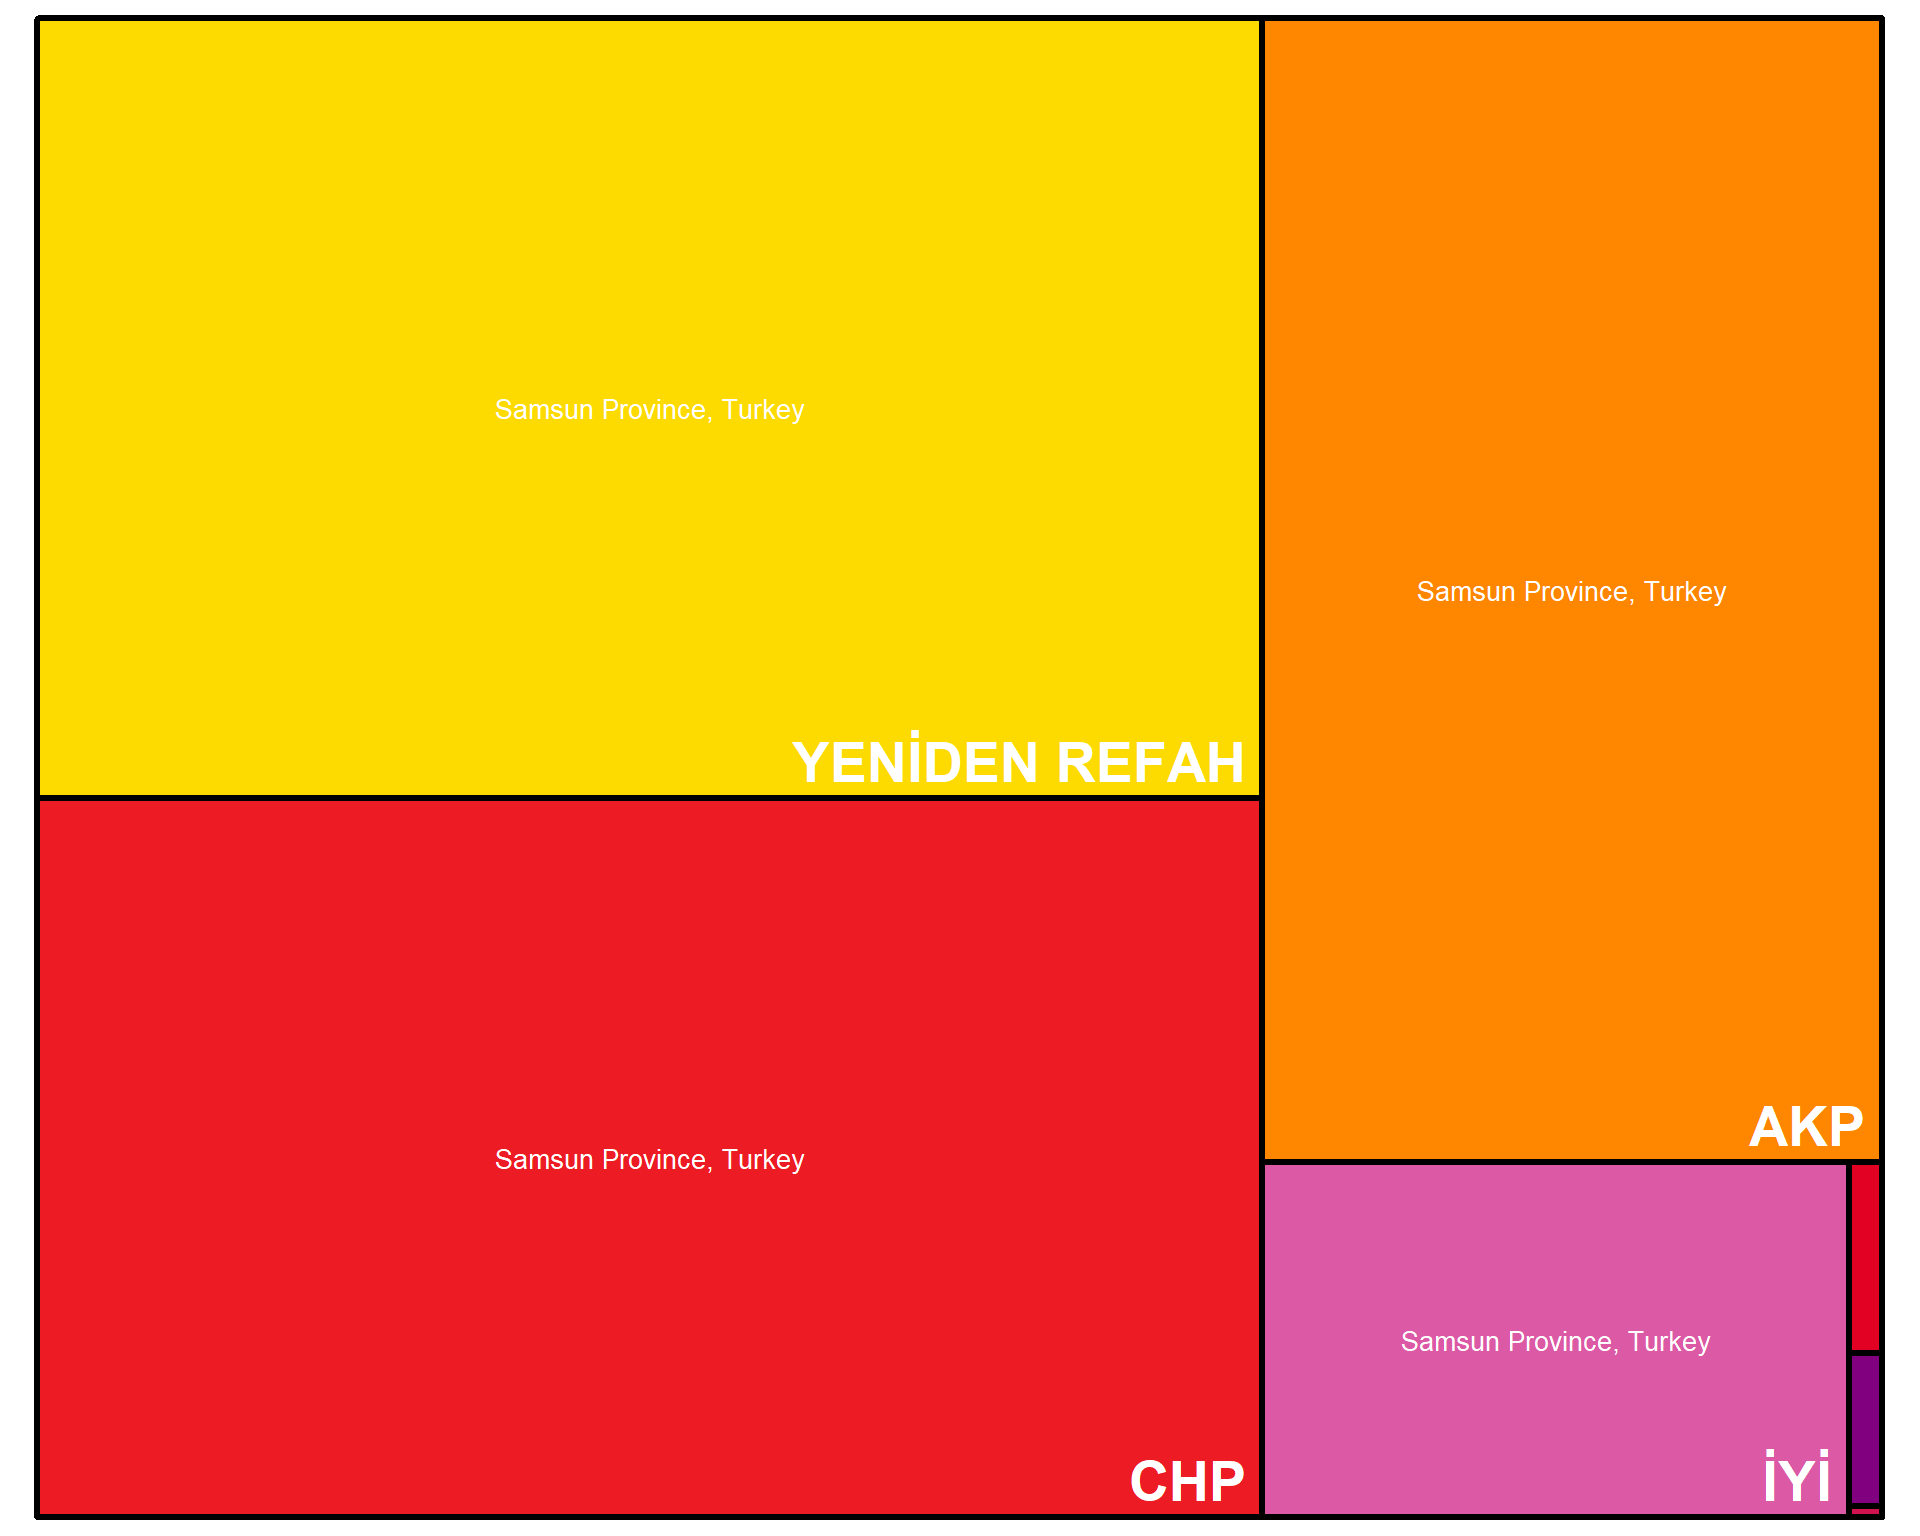 Samsun Province, Turkey
YENİDEN REFAH
Samsun Province, Turkey
CHP
Samsun Province, Turkey
AKP
Samsun Province, Turkey
İYİ